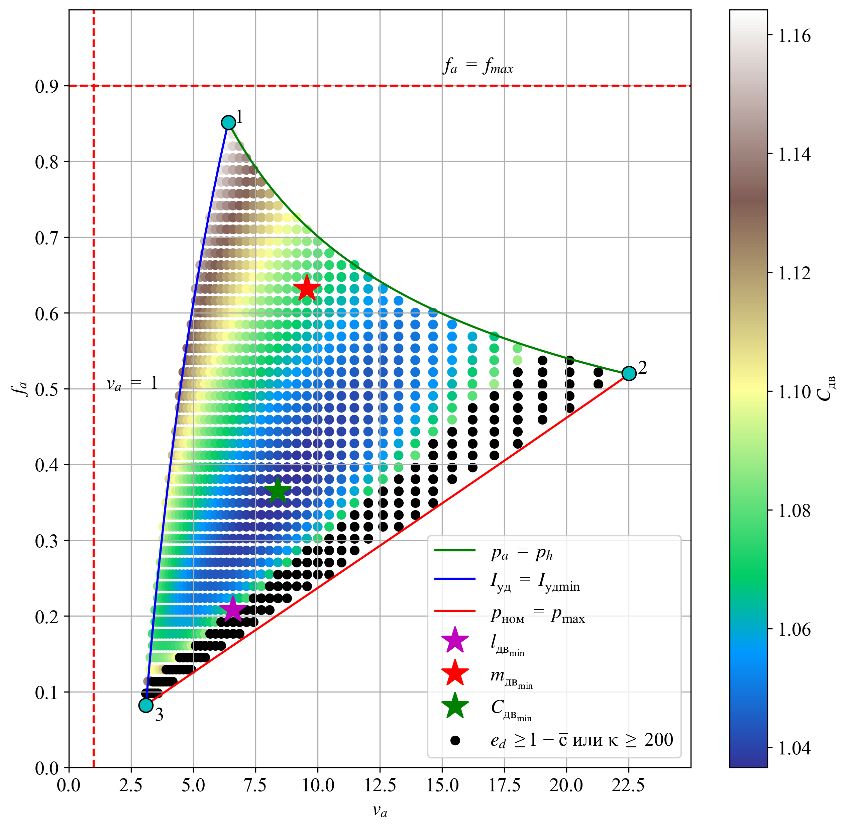 f_a = f_max
1
v_a = 1
2
3
p_a − p_h
I_уд = I_удmin
p_ном = p_max
l_дв_min
m_дв_min
C_дв_min
e_d ≥1 − c̅ или κ ≥ 200
0.0
0.1
0.2
0.3
0.4
0.5
0.6
0.7
0.8
0.9
f_a
0.0 2.5 5.0 7.5 10.0 12.5 15.0 17.5 20.0 22.5
v_a
1.16
1.14
1.12
1.10
1.08
1.06
1.04
C_дв